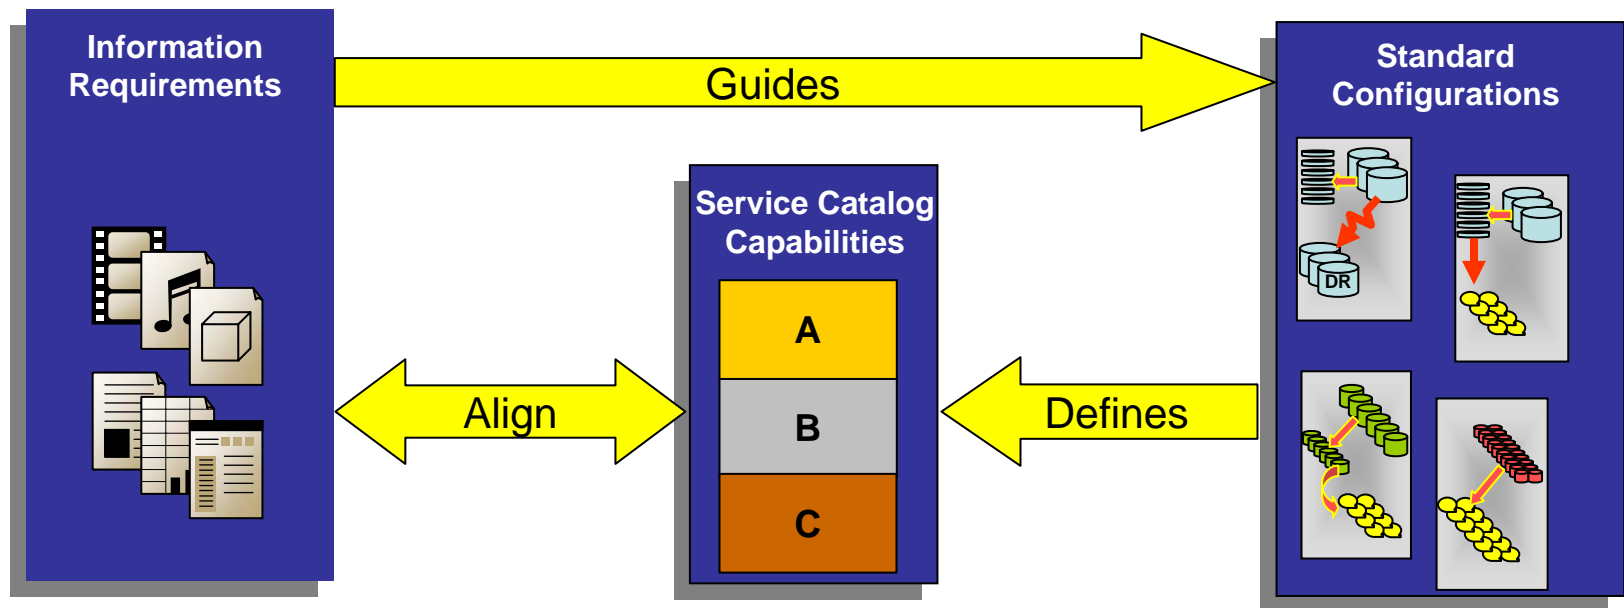 Information
Requirements
Guides
Standard
Configurations
Service Catalog
Capabilities
A
B
C
Align
Defines
DR